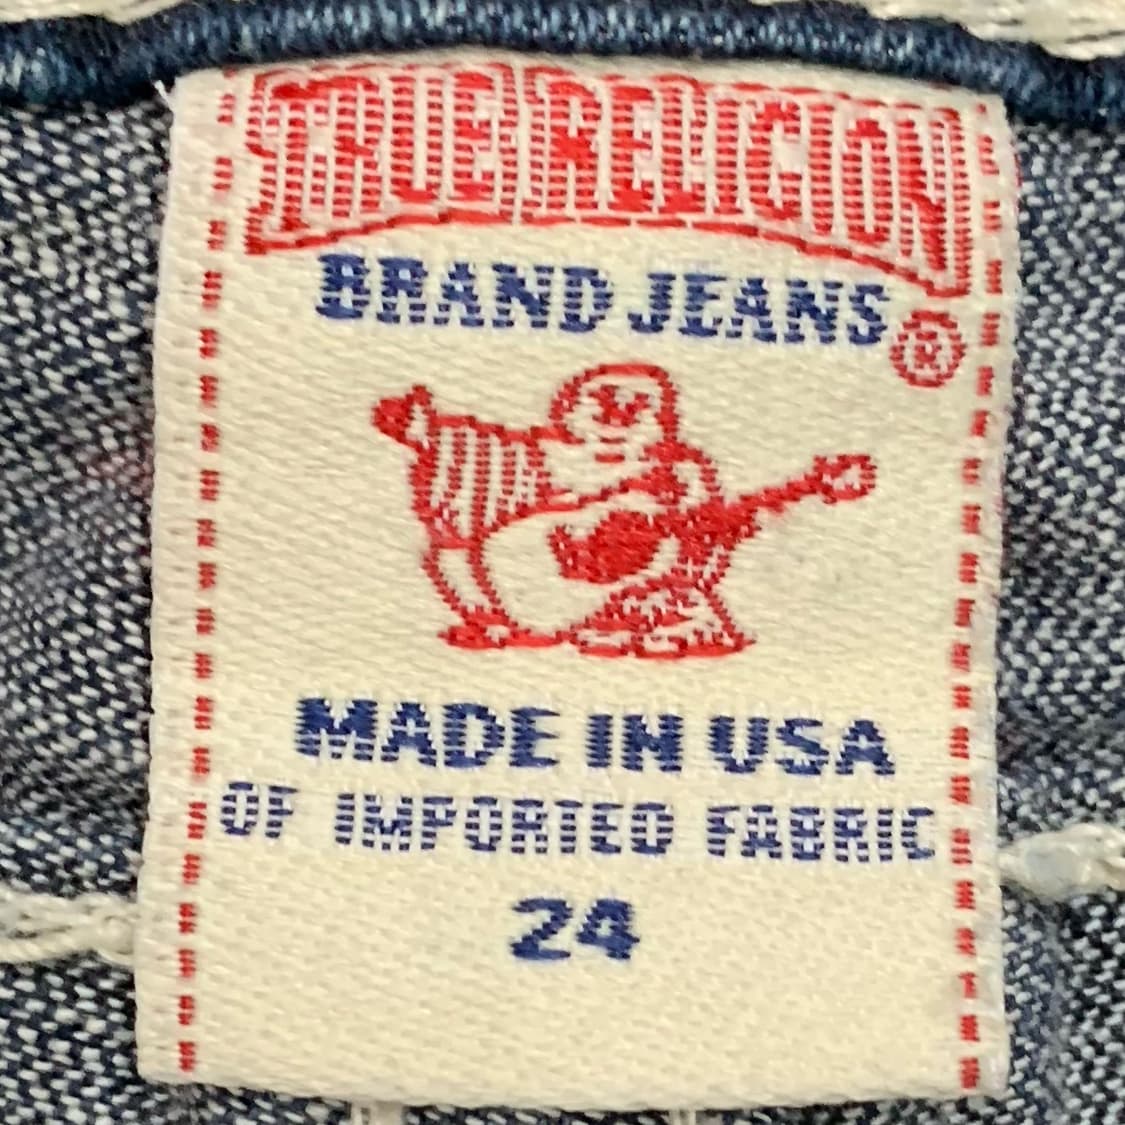 TRUE RELIGION
BRAND JEANS®
MADE IN USA
OF IMPORTED FABRIC
24